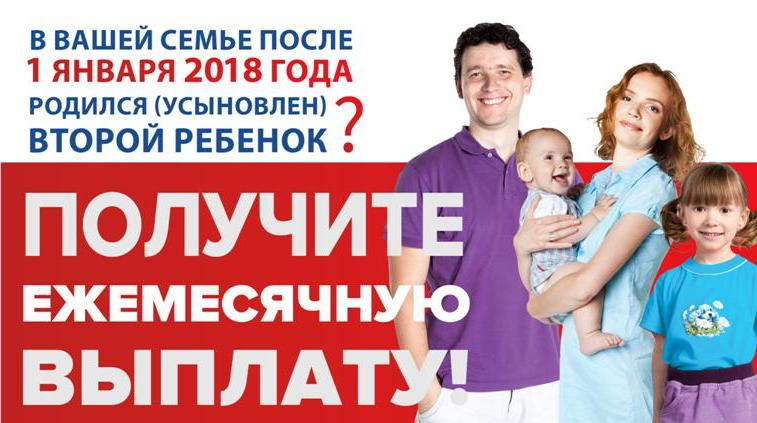 В ВАШЕЙ СЕМЬЕ ПОСЛЕ
1 ЯНВАРЯ 2018 ГОДА
РОДИЛСЯ (УСЫНОВЛЕН)
ВТОРОЙ РЕБЕНОК ?
ПОЛУЧИТЕ
ЕЖЕМЕСЯЧНУЮ
ВЫПЛАТУ!